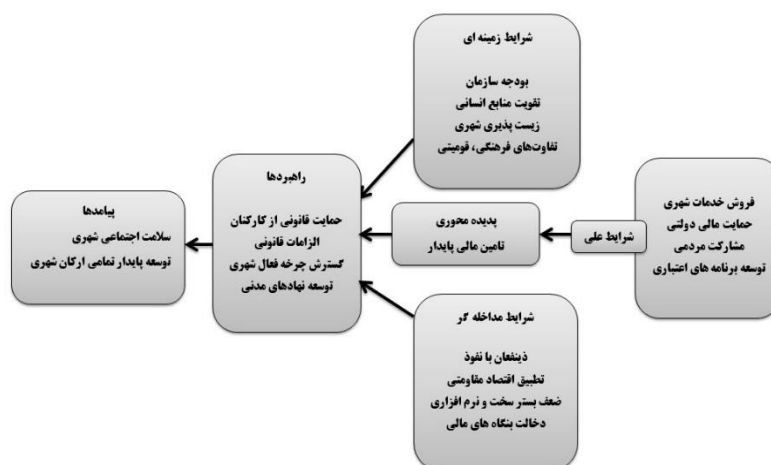 شرایط زمینه ای
بودجه سازمان
تقویت منابع انسانی
زیست پذیری شهری
تفاوت‌های فرهنگی، قومیتی
فروش خدمات شهری
حمایت مالی دولتی
مشارکت مردمی
توسعه برنامه های اعتباری
شرایط علی
پدیده محوری
تامین مالی پایدار
راهبردها
حمایت قانونی از کارکنان
الزامات قانونی
گسترش چرخه فعال شهری
توسعه نهادهای مدنی
پیامدها
سلامت اجتماعی شهری
توسعه پایدار تمامی ارکان شهری
شرایط مداخله گر
ذینفعان با نفوذ
تطبیق اقتصاد مقاومتی
ضعف بستر سخت و نرم افزاری
دخالت بنگاه های مالی